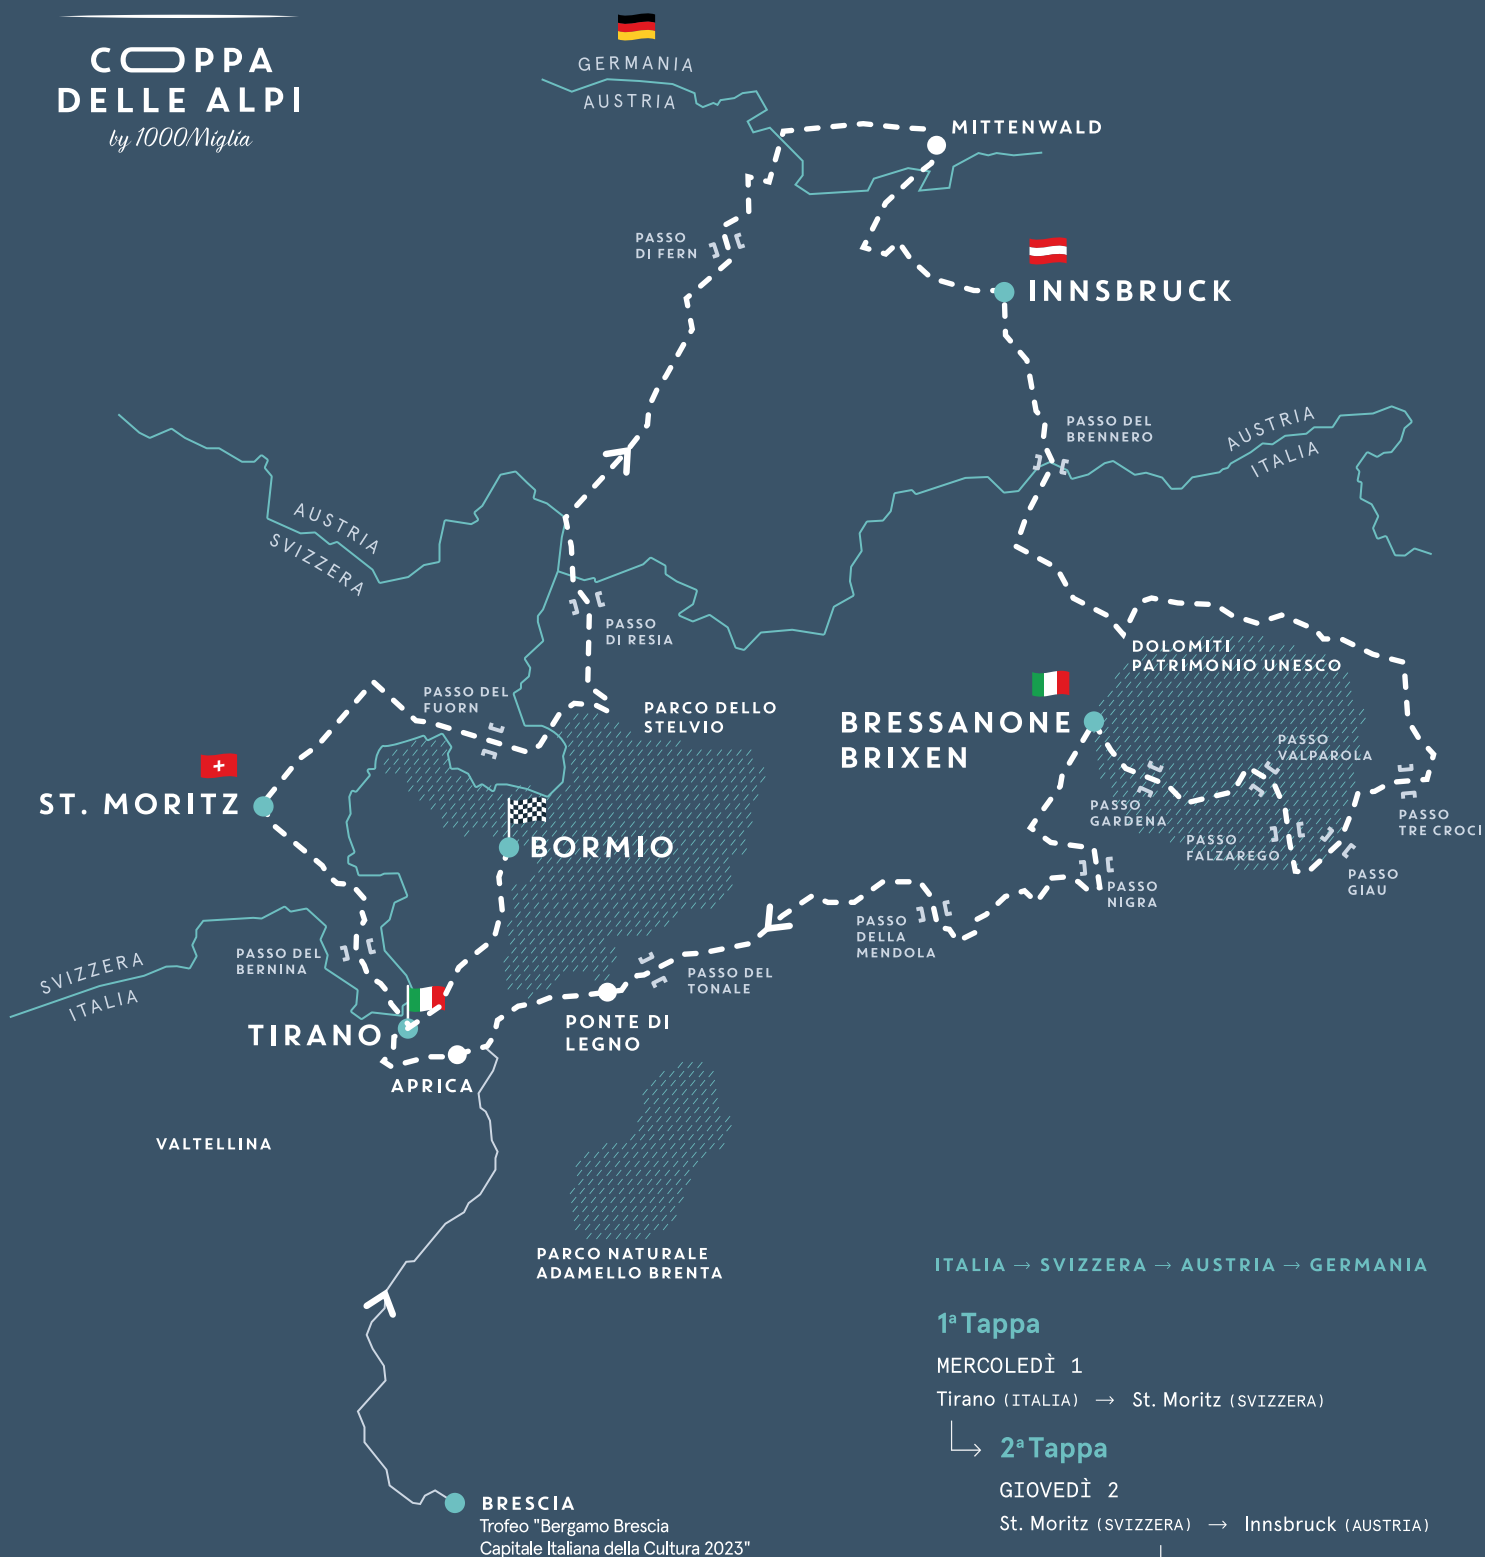 COPPA
DELLE ALPI
by 1000Miglia
GERMANIA
AUSTRIA
MITTENWALD
PASSO
DI FERN
INNSBRUCK
PASSO DEL
BRENNERO
AUSTRIA
ITALIA
AUSTRIA
SVIZZERA
PASSO
DI RESIA
DOLOMITI
PATRIMONIO UNESCO
PASSO DEL
FUORN
PARCO DELLO
STELVIO
BRESSANONE
BRIXEN
PASSO
VALPAROLA
ST. MORITZ
PASSO
GARDENA
PASSO
TRE CROCI
BORMIO
PASSO
FALZAREGO
PASSO
GIAU
PASSO
NIGRA
PASSO
DELLA
MENDOLA
PASSO DEL
BERNINA
SVIZZERA
ITALIA
PASSO DEL
TONALE
TIRANO
PONTE DI
LEGNO
APRICA
VALTELLINA
PARCO NATURALE
ADAMELLO BRENTA
ITALIA → SVIZZERA → AUSTRIA → GERMANIA
1ª Tappa
MERCOLEDÌ 1
Tirano (ITALIA) → St. Moritz (SVIZZERA)
2ª Tappa
GIOVEDÌ 2
St. Moritz (SVIZZERA) → Innsbruck (AUSTRIA)
BRESCIA
Trofeo "Bergamo Brescia
Capitale Italiana della Cultura 2023"